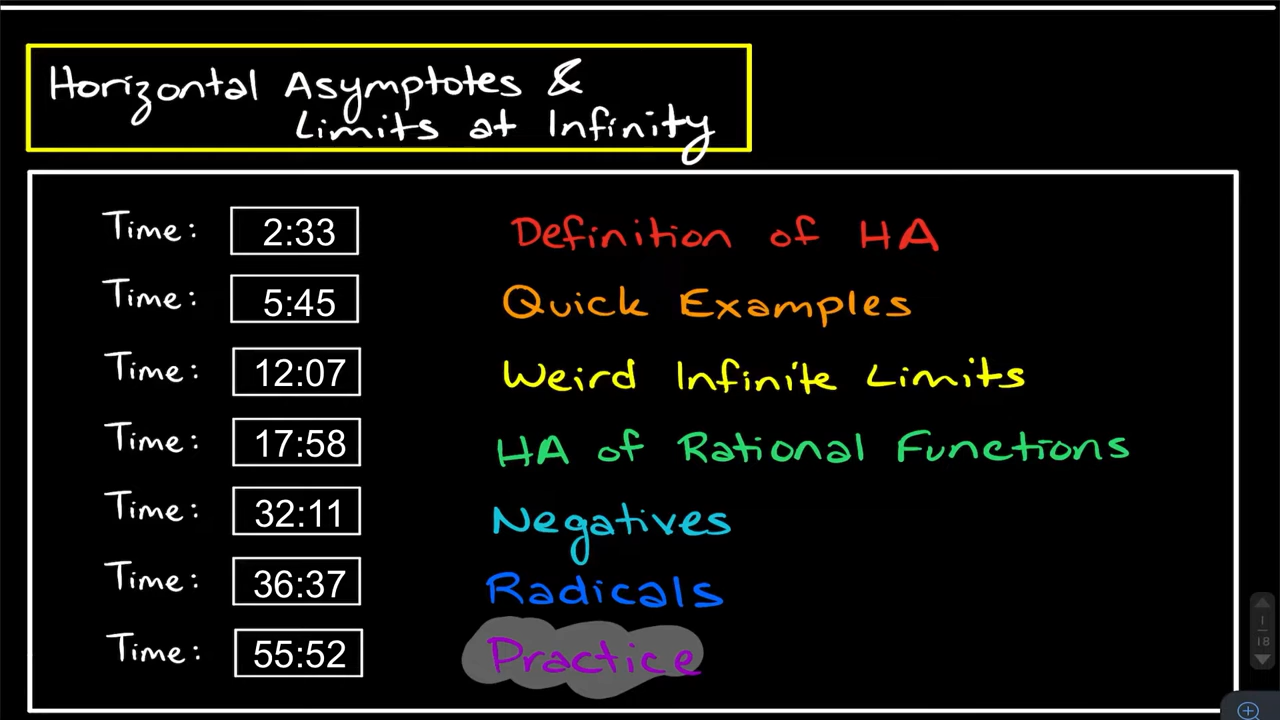 Horizontal Asymptotes &
Limits at Infinity
Time: 2:33 Definition of HA
Time: 5:45 Quick Examples
Time: 12:07 Weird Infinite Limits
Time: 17:58 HA of Rational Functions
Time: 32:11 Negatives
Time: 36:37 Radicals
Time: 55:52 Practice
1
18